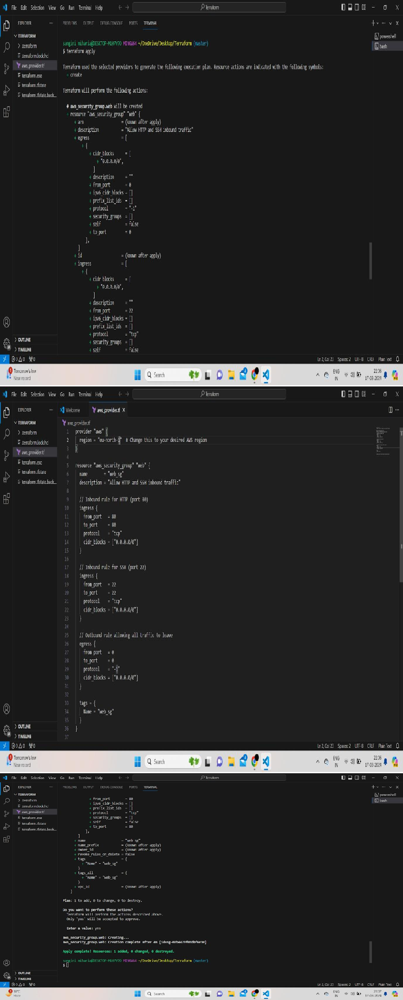 File Edit Selection View Go Run Terminal Help
Terraform
EXPLORER
PROBLEMS OUTPUT DEBUG CONSOLE PORTS TERMINAL
TERRAFORM
.terraform
.terraform.lock.hcl
aws_provider.tf
terraform.exe
terraform.tfstate
terraform.tfstate.back...
OUTLINE
TIMELINE
powershell
bash
sangini miharia@DESKTOP-M107V7O MINGW64 ~/OneDrive/Desktop/Terraform (master)
$ terraform apply
Terraform used the selected providers to generate the following execution plan. Resource actions are indicated with the following symbols:
+ create
Terraform will perform the following actions:
# aws_security_group.web will be created
+ resource "aws_security_group" "web" {
+ arn = (known after apply)
+ description = "Allow HTTP and SSH inbound traffic"
+ egress = [
+ {
+ cidr_blocks = [
+ "0.0.0.0/0",
]
+ description = ""
+ from_port = 0
+ ipv6_cidr_blocks = []
+ prefix_list_ids = []
+ protocol = "-1"
+ security_groups = []
+ self = false
+ to_port = 0
},
]
+ id = (known after apply)
+ ingress = [
+ {
+ cidr_blocks = [
+ "0.0.0.0/0",
]
+ description = ""
+ from_port = 22
+ ipv6_cidr_blocks = []
+ prefix_list_ids = []
+ protocol = "tcp"
+ security_groups = []
+ self = false
0 0 0
Ln 2, Col 23 Spaces: 2 UTF-8 CRLF Plain Text
Tomorrow's low
Near record
Search
ENG
IN
22:06
17-03-2024
File Edit Selection View Go Run Terminal Help
Terraform
EXPLORER
Welcome aws_provider.tf X
TERRAFORM
.terraform
.terraform.lock.hcl
aws_provider.tf
terraform.exe
terraform.tfstate
terraform.tfstate.back...
OUTLINE
TIMELINE
aws_provider.tf
1 provider "aws" {
2 region = "eu-north-1" # Change this to your desired AWS region
3 }
4
5 resource "aws_security_group" "web" {
6 name = "web_sg"
7 description = "Allow HTTP and SSH inbound traffic"
8
9 // Inbound rule for HTTP (port 80)
10 ingress {
11 from_port = 80
12 to_port = 80
13 protocol = "tcp"
14 cidr_blocks = ["0.0.0.0/0"]
15 }
16
17 // Inbound rule for SSH (port 22)
18 ingress {
19 from_port = 22
20 to_port = 22
21 protocol = "tcp"
22 cidr_blocks = ["0.0.0.0/0"]
23 }
24
25 // Outbound rule allowing all traffic to leave
26 egress {
27 from_port = 0
28 to_port = 0
29 protocol = "-1"
30 cidr_blocks = ["0.0.0.0/0"]
31 }
32
33 tags = {
34 Name = "web_sg"
35 }
36 }
37
0 0 0
Ln 2, Col 23 Spaces: 2 UTF-8 CRLF Plain Text
Tomorrow's low
Near record
Search
ENG
IN
22:06
17-03-2024
File Edit Selection View Go Run Terminal Help
Terraform
EXPLORER
PROBLEMS OUTPUT DEBUG CONSOLE PORTS TERMINAL
TERRAFORM
.terraform
.terraform.lock.hcl
aws_provider.tf
terraform.exe
terraform.tfstate
terraform.tfstate.back...
OUTLINE
TIMELINE
powershell
bash
+ from_port = 80
+ ipv6_cidr_blocks = []
+ prefix_list_ids = []
+ protocol = "tcp"
+ security_groups = []
+ self = false
+ to_port = 80
},
]
+ name = "web_sg"
+ name_prefix = (known after apply)
+ owner_id = (known after apply)
+ revoke_rules_on_delete = false
+ tags = {
+ "Name" = "web_sg"
}
+ tags_all = {
+ "Name" = "web_sg"
}
+ vpc_id = (known after apply)
}
Plan: 1 to add, 0 to change, 0 to destroy.
Do you want to perform these actions?
Terraform will perform the actions described above.
Only 'yes' will be accepted to approve.
Enter a value: yes
aws_security_group.web: Creating...
aws_security_group.web: Creation complete after 4s
Apply complete! Resources: 1 added, 0 changed, 0 destroyed.
sangini miharia@DESKTOP-M107V7O MINGW64 ~/OneDrive/Desktop/Terraform (master)
$
0 0 0
Ln 2, Col 23 Spaces: 2 UTF-8 CRLF Plain Text
18°C
Haze
Search
ENG
IN
22:07
17-03-2024